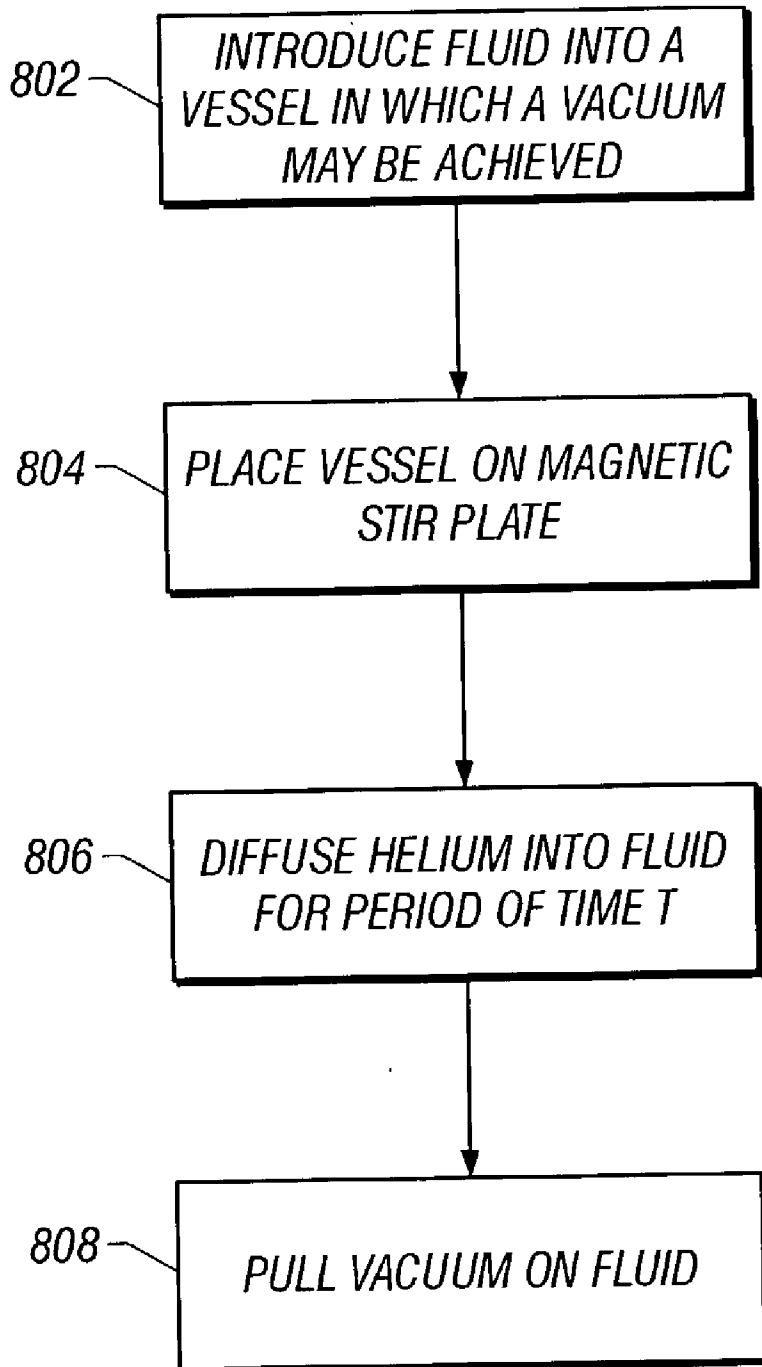 802
INTRODUCE FLUID INTO A
VESSEL IN WHICH A VACUUM
MAY BE ACHIEVED
804
PLACE VESSEL ON MAGNETIC
STIR PLATE
806
DIFFUSE HELIUM INTO FLUID
FOR PERIOD OF TIME T
808
PULL VACUUM ON FLUID